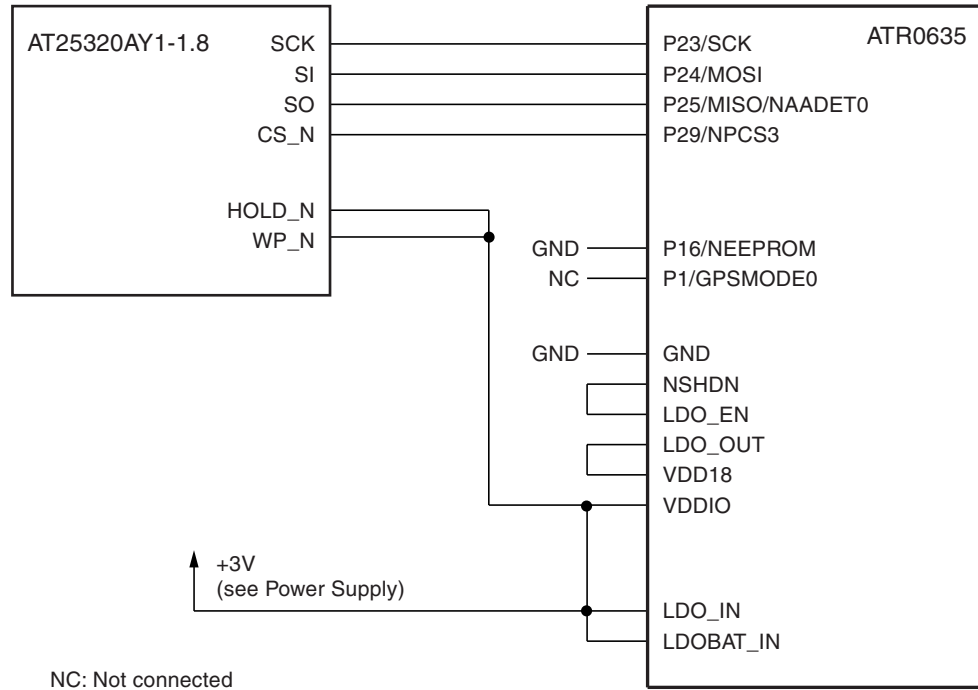 AT25320AY1-1.8
SCK
SI
SO
CS_N
HOLD_N
WP_N
ATR0635
P23/SCK
P24/MOSI
P25/MISO/NAADET0
P29/NPCS3
GND
P16/NEEPROM
NC
P1/GPSMODE0
GND
GND
NSHDN
LDO_EN
LDO_OUT
VDD18
VDDIO
+3V
(see Power Supply)
LDO_IN
LDOBAT_IN
NC: Not connected